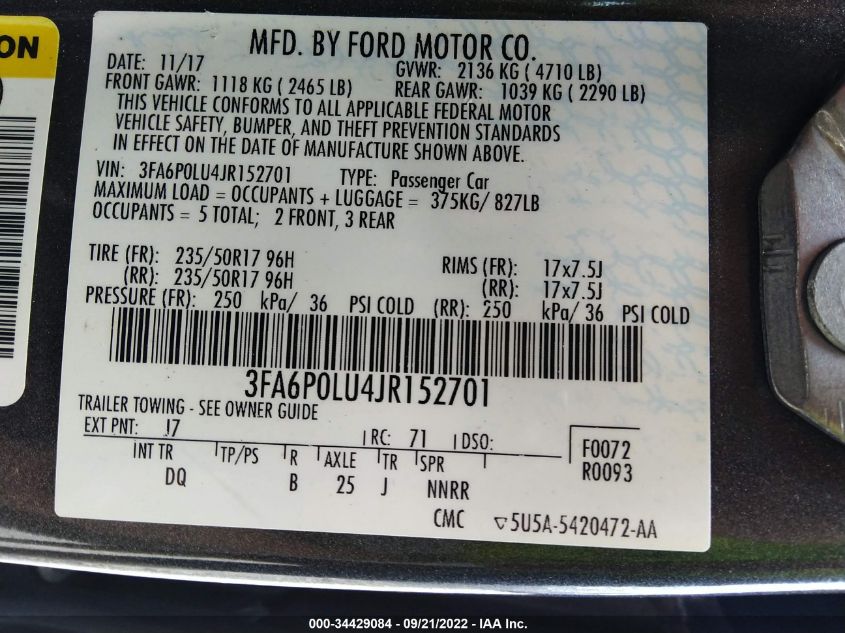 ON
MFD. BY FORD MOTOR CO.
DATE: 11/17 GVWR: 2136 KG ( 4710 LB)
FRONT GAWR: 1118 KG ( 2465 LB) REAR GAWR: 1039 KG ( 2290 LB)
THIS VEHICLE CONFORMS TO ALL APPLICABLE FEDERAL MOTOR
VEHICLE SAFETY, BUMPER, AND THEFT PREVENTION STANDARDS
IN EFFECT ON THE DATE OF MANUFACTURE SHOWN ABOVE.
VIN: 3FA6P0LU4JR152701 TYPE: Passenger Car
MAXIMUM LOAD = OCCUPANTS + LUGGAGE = 375KG/ 827LB
OCCUPANTS = 5 TOTAL; 2 FRONT, 3 REAR
TIRE (FR): 235/50R17 96H RIMS (FR): 17x7.5J
(RR): 235/50R17 96H (RR): 17x7.5J
PRESSURE (FR): 250 kPa/ 36 PSI COLD (RR): 250 kPa/ 36 PSI COLD
3FA6P0LU4JR152701
TRAILER TOWING - SEE OWNER GUIDE
EXT PNT: J7 RC: 71 DSO: F0072
INT TR TP/PS R AXLE TR SPR R0093
DQ B 25 J NNRR
CMC ▽5U5A-5420472-AA
000-34429084 - 09/21/2022 - IAA Inc.